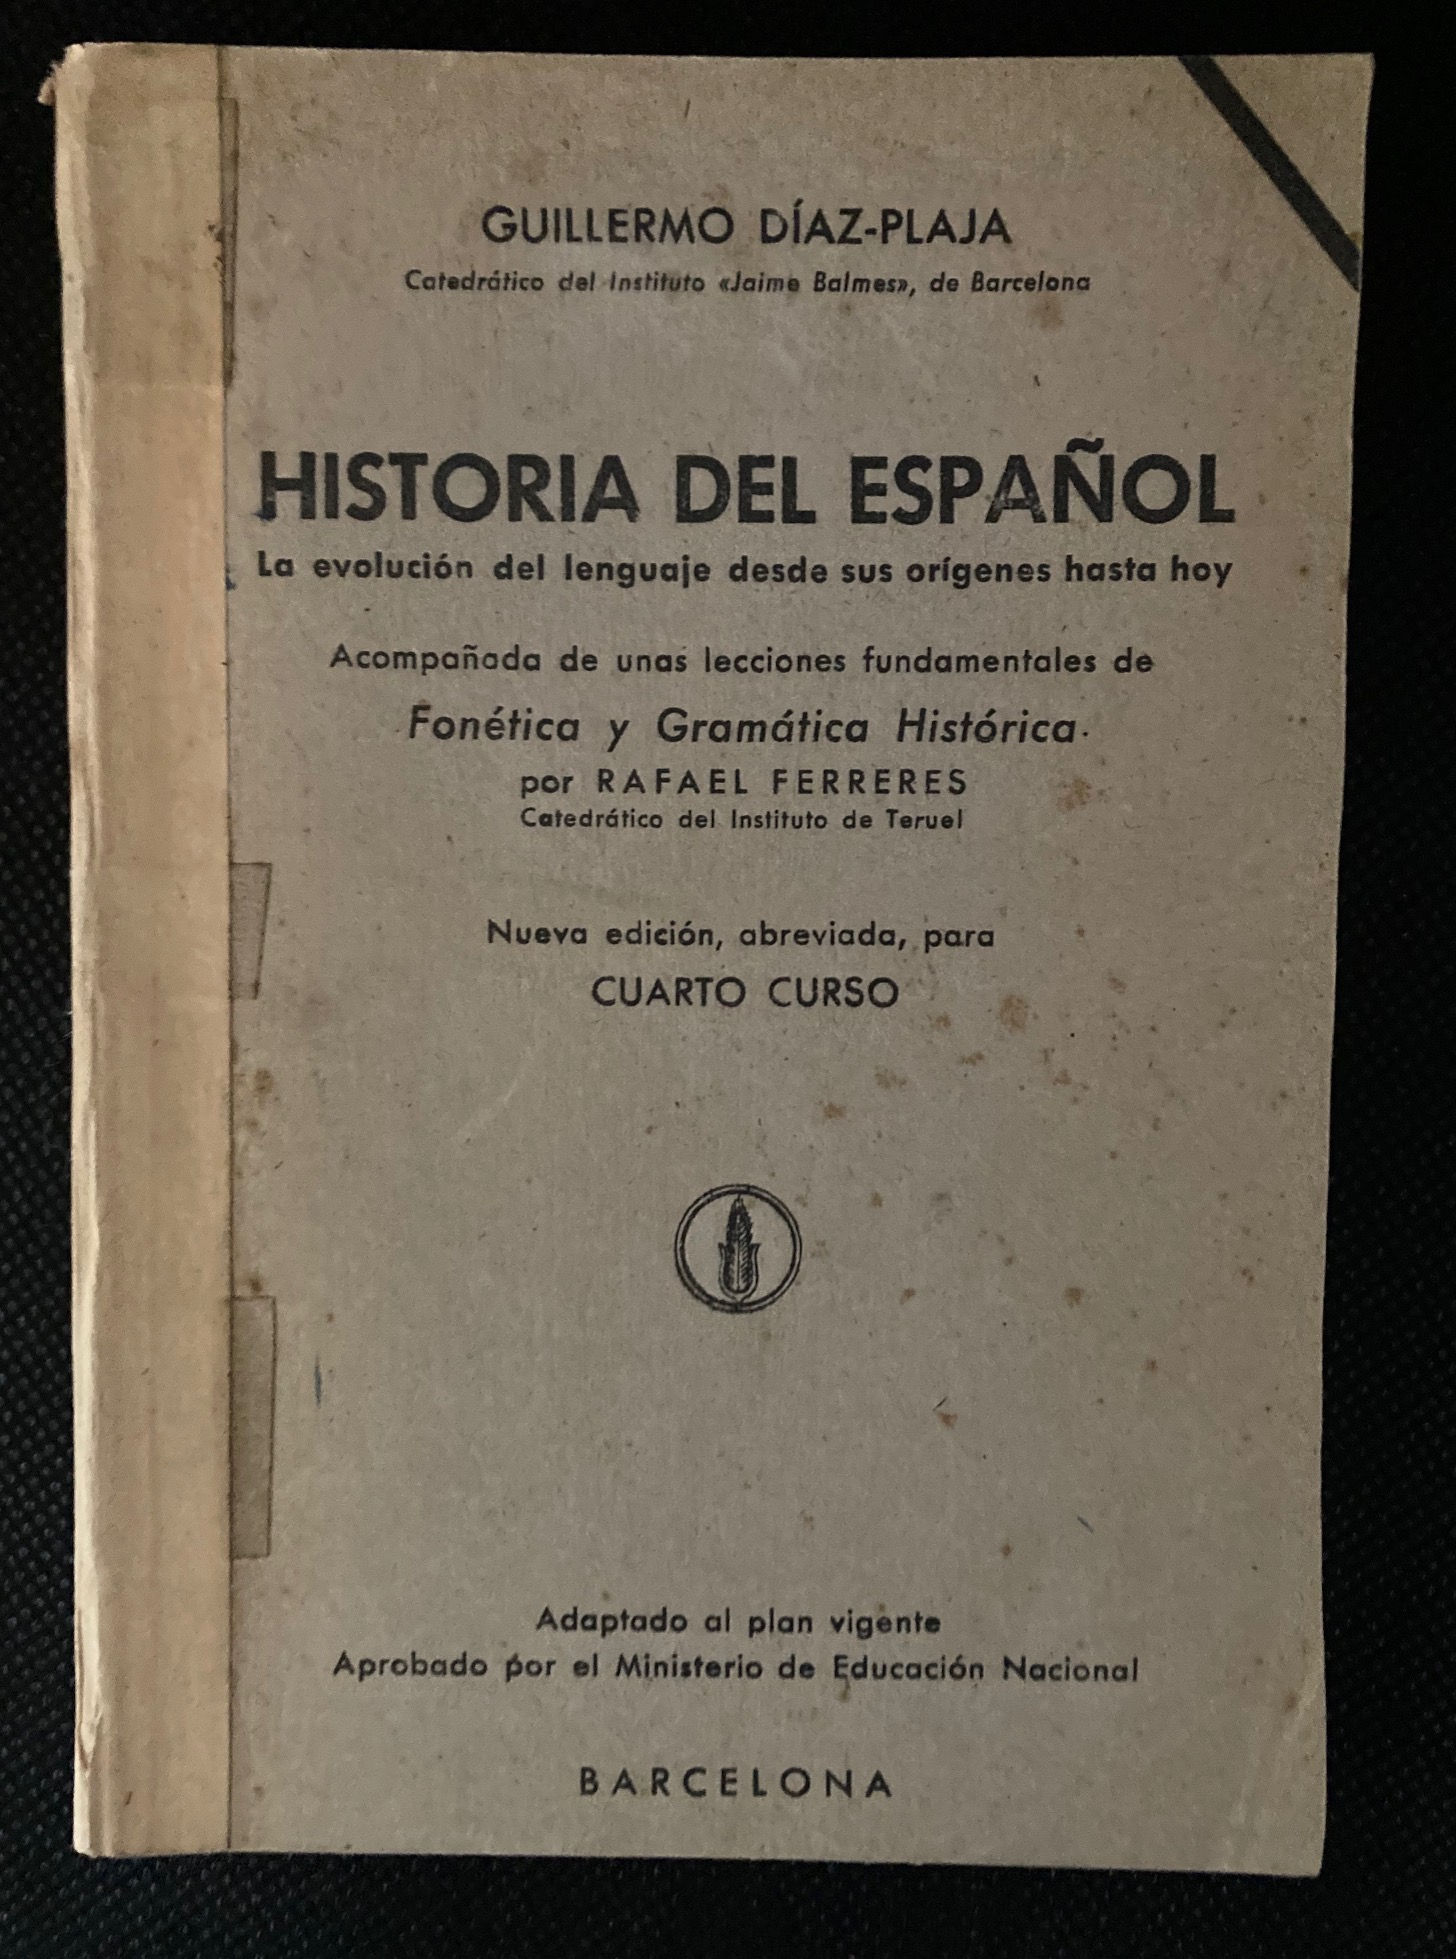 GUILLERMO DÍAZ-PLAJA
Catedrático del Instituto «Jaime Balmes», de Barcelona
HISTORIA DEL ESPAÑOL
La evolución del lenguaje desde sus orígenes hasta hoy
Acompañada de unas lecciones fundamentales de
Fonética y Gramática Histórica
por RAFAEL FERRERES
Catedrático del Instituto de Teruel
Nueva edición, abreviada, para
CUARTO CURSO
Adaptado al plan vigente
Aprobado por el Ministerio de Educación Nacional
BARCELONA